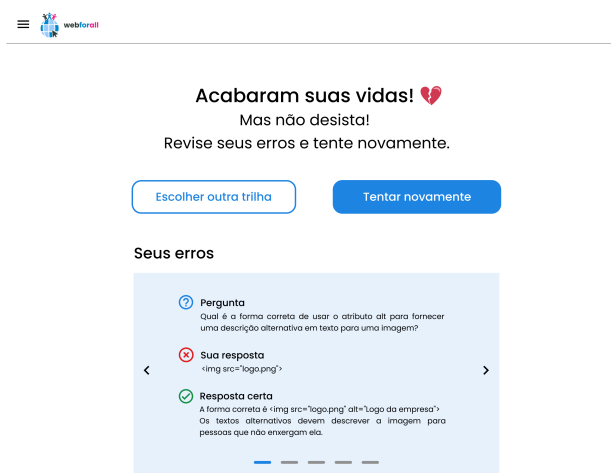 webforall
Acabaram suas vidas! 💔
Mas não desista!
Revise seus erros e tente novamente.
Escolher outra trilha
Tentar novamente
Seus erros
Pergunta
Qual é a forma correta de usar o atributo alt para fornecer
uma descrição alternativa em texto para uma imagem?
Sua resposta
<img src="logo.png">
Resposta certa
A forma correta é <img src="logo.png" alt="Logo da empresa">
Os textos alternativos devem descrever a imagem para
pessoas que não enxergam ela.